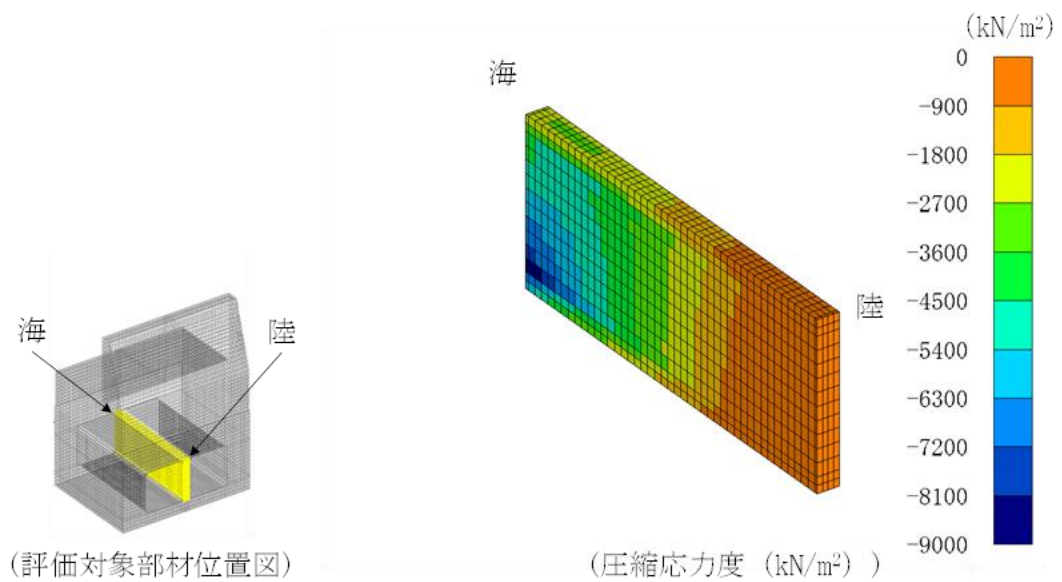 (kN/m²)
0
-900
-1800
-2700
-3600
-4500
-5400
-6300
-7200
-8100
-9000
海
陸
海
陸
(評価対象部材位置図)
(圧縮応力度 (kN/m²) )